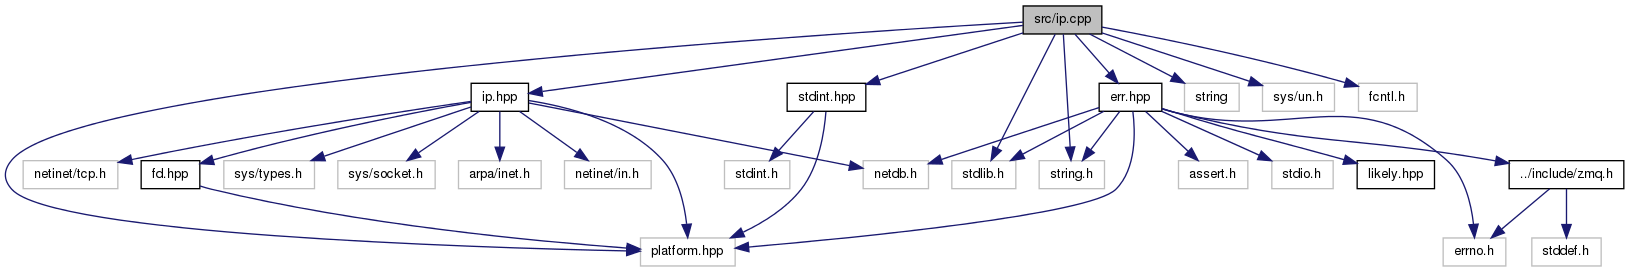 src/ip.cpp
ip.hpp
stdint.hpp
err.hpp
string
sys/un.h
fcntl.h
netinet/tcp.h
fd.hpp
sys/types.h
sys/socket.h
arpa/inet.h
netinet/in.h
stdint.h
netdb.h
stdlib.h
string.h
assert.h
stdio.h
likely.hpp
../include/zmq.h
platform.hpp
errno.h
stddef.h